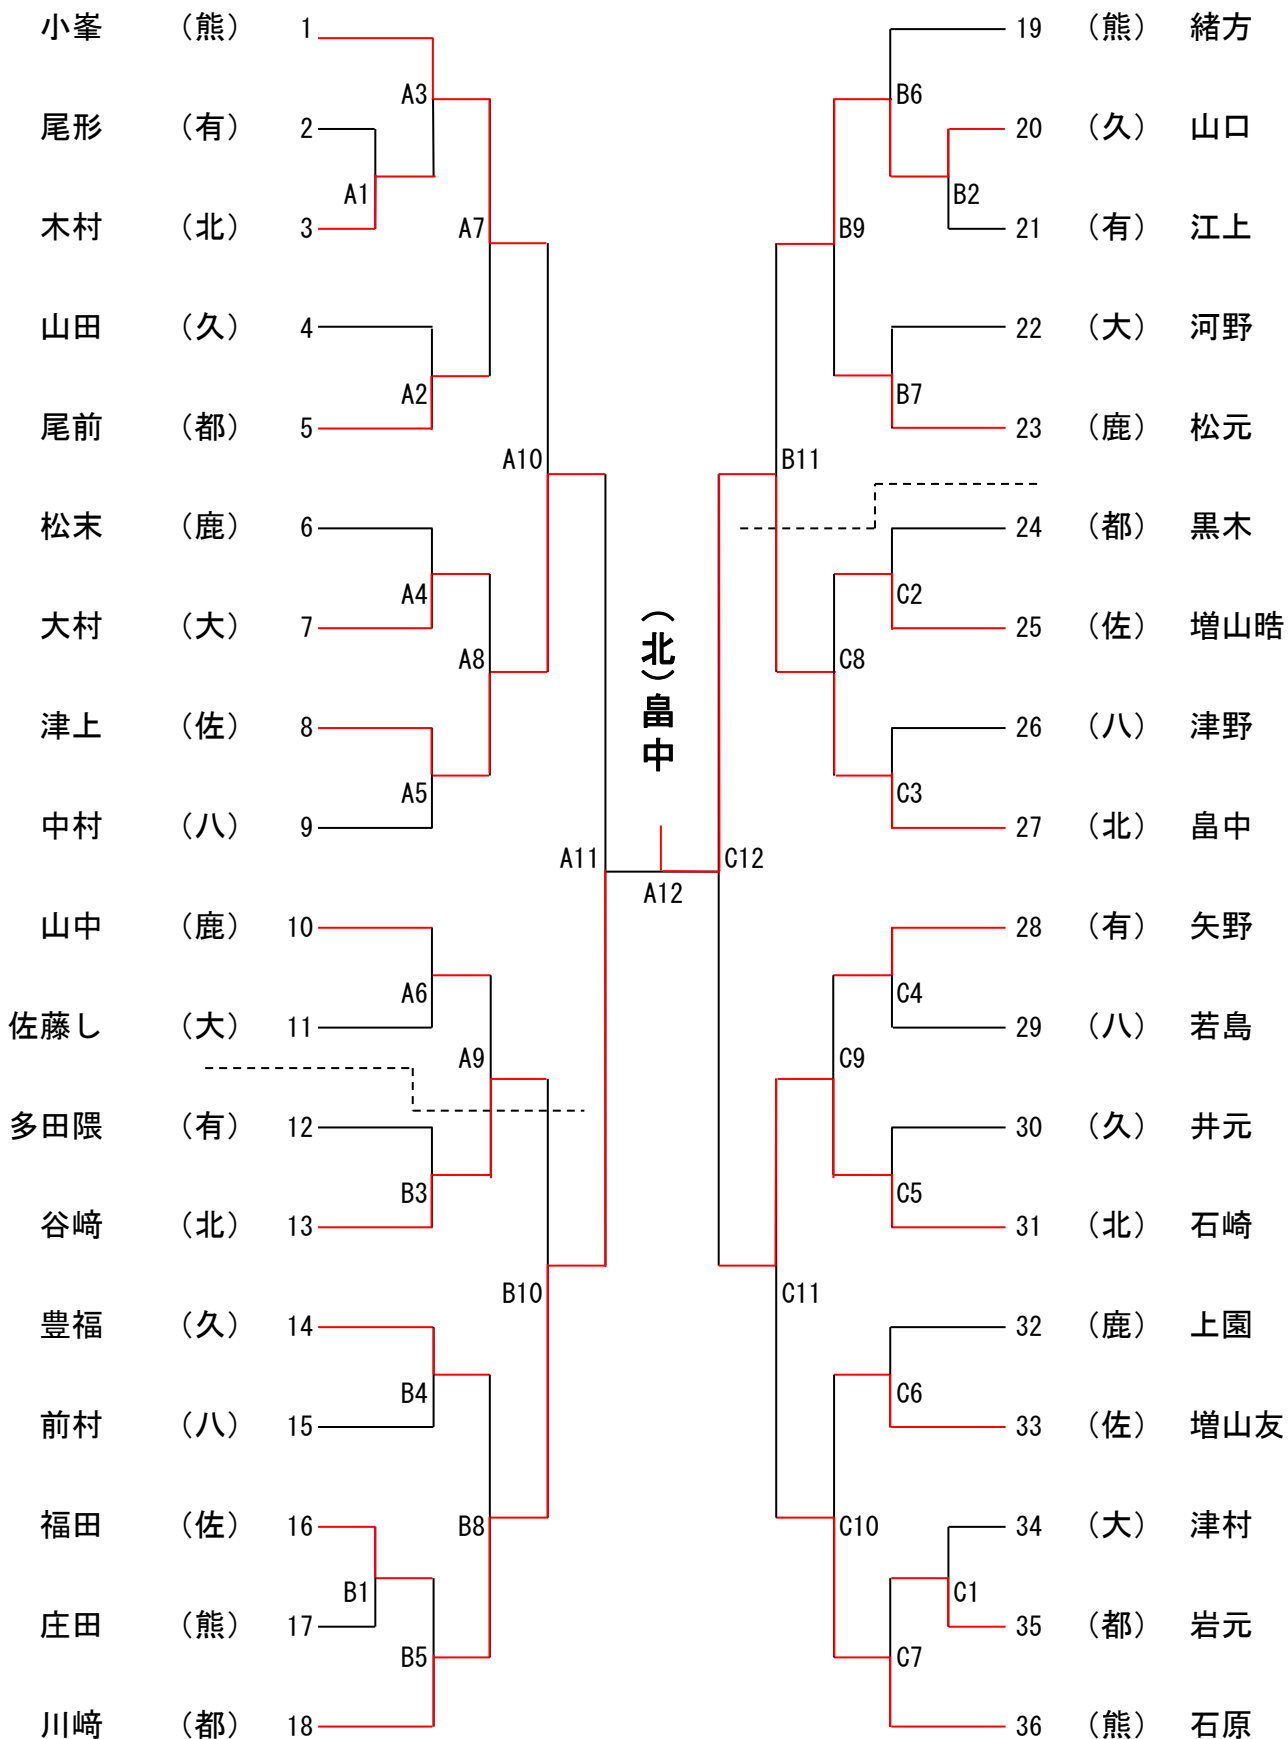 小峯 （熊） 1
尾形 （有） 2
木村 （北） 3
山田 （久） 4
尾前 （都） 5
松末 （鹿） 6
大村 （大） 7
津上 （佐） 8
中村 （八） 9
山中 （鹿） 10
佐藤し （大） 11
多田隈 （有） 12
谷﨑 （北） 13
豊福 （久） 14
前村 （八） 15
福田 （佐） 16
庄田 （熊） 17
川﨑 （都） 18
A3
A1
A7
A2
A10
A4
A8
A5
A11
A6
A9
B3
B10
B4
B8
B1
B5
（北）畠中
A12
C12
B6
B2
B9
B7
B11
C2
C8
C3
C4
C9
C5
C11
C6
C10
C1
C7
19 （熊） 緒方
20 （久） 山口
21 （有） 江上
22 （大） 河野
23 （鹿） 松元
24 （都） 黒木
25 （佐） 増山晧
26 （八） 津野
27 （北） 畠中
28 （有） 矢野
29 （八） 若島
30 （久） 井元
31 （北） 石崎
32 （鹿） 上園
33 （佐） 増山友
34 （大） 津村
35 （都） 岩元
36 （熊） 石原